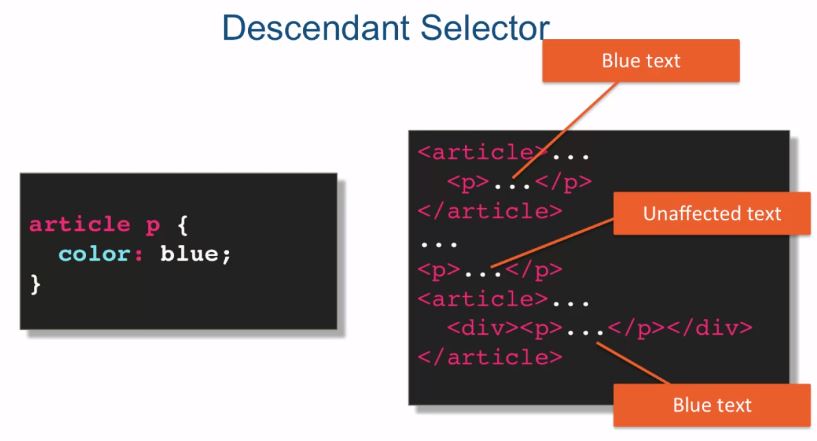 Descendant Selector
Blue text
article p {
  color: blue;
}
<article>...
  <p>...</p>
</article>
Unaffected text
...
<p>...</p>
<article>...
  <div><p>...</p></div>
</article>
Blue text